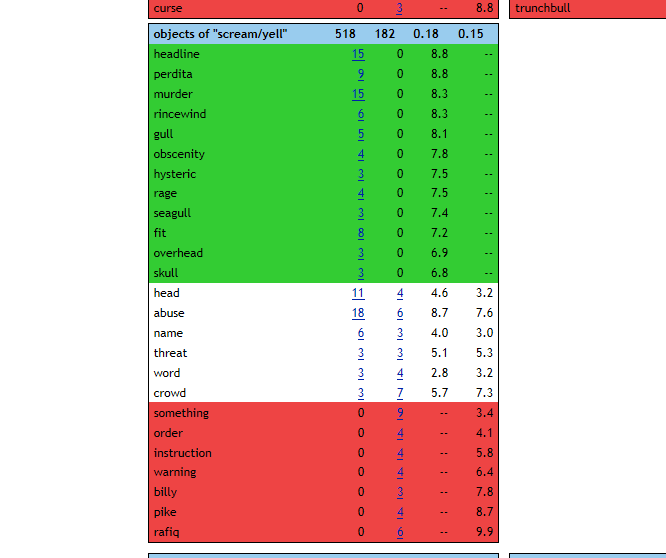 curse 0 3 -- 8.8
trunchbull
objects of "scream/yell" 518 182 0.18 0.15
headline 15 0 8.8 --
perdita 9 0 8.8 --
murder 15 0 8.3 --
rincewind 6 0 8.3 --
gull 5 0 8.1 --
obscenity 4 0 7.8 --
hysteric 3 0 7.5 --
rage 4 0 7.5 --
seagull 3 0 7.4 --
fit 8 0 7.2 --
overhead 3 0 6.9 --
skull 3 0 6.8 --
head 11 4 4.6 3.2
abuse 18 6 8.7 7.6
name 6 3 4.0 3.0
threat 3 3 5.1 5.3
word 3 4 2.8 3.2
crowd 3 7 5.7 7.3
something 0 9 -- 3.4
order 0 4 -- 4.1
instruction 0 4 -- 5.8
warning 0 4 -- 6.4
billy 0 3 -- 7.8
pike 0 4 -- 8.7
rafiq 0 6 -- 9.9